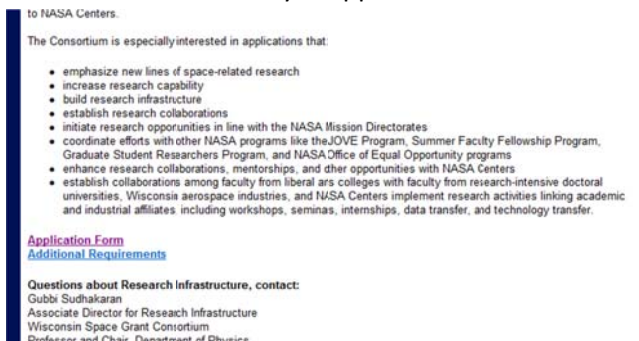 to NASA Centers.
The Consortium is especially interested in applications that:
• emphasize new lines of space-related research
• increase research capability
• build research infrastructure
• establish research collaborations
• initiate research opporunities in line with the NASA Mission Directorates
• coordinate efforts with other NASA programs like the JOVE Program, Summer Faculty Fellowship Program,
Graduate Student Researchers Program, and NASA Office of Equal Opportunity programs
• enhance research collaborations, mentorships, and other opportunities with NASA Centers
• establish collaborations among faculty from liberal ars colleges with faculty from research-intensive doctoral
universities, Wisconsin aerospace industries, and NASA Centers implement research activities linking academic
and industrial affiliates including workshops, seminas, internships, data transfer, and technology transfer.
Application Form
Additional Requirements
Questions about Research Infrastructure, contact:
Gubbi Sudhakaran
Associate Director for Research Infrastructure
Wisconsin Space Grant Consortium
Professor and Chair, Department of Physics